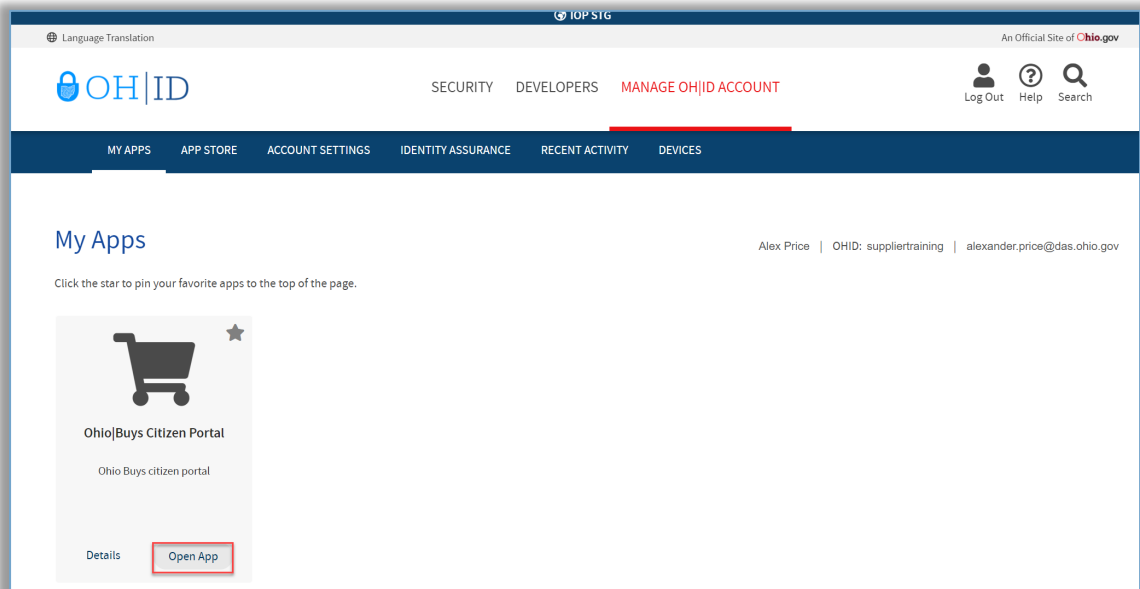 IOP STG
Language Translation
An Official Site of Ohio.gov
OH|ID
SECURITY DEVELOPERS MANAGE OH|ID ACCOUNT
Log Out Help Search
MY APPS APP STORE ACCOUNT SETTINGS IDENTITY ASSURANCE RECENT ACTIVITY DEVICES
My Apps
Alex Price | OHID: suppliertraining | alexander.price@das.ohio.gov
Click the star to pin your favorite apps to the top of the page.
Ohio|Buys Citizen Portal
Ohio Buys citizen portal
Details Open App